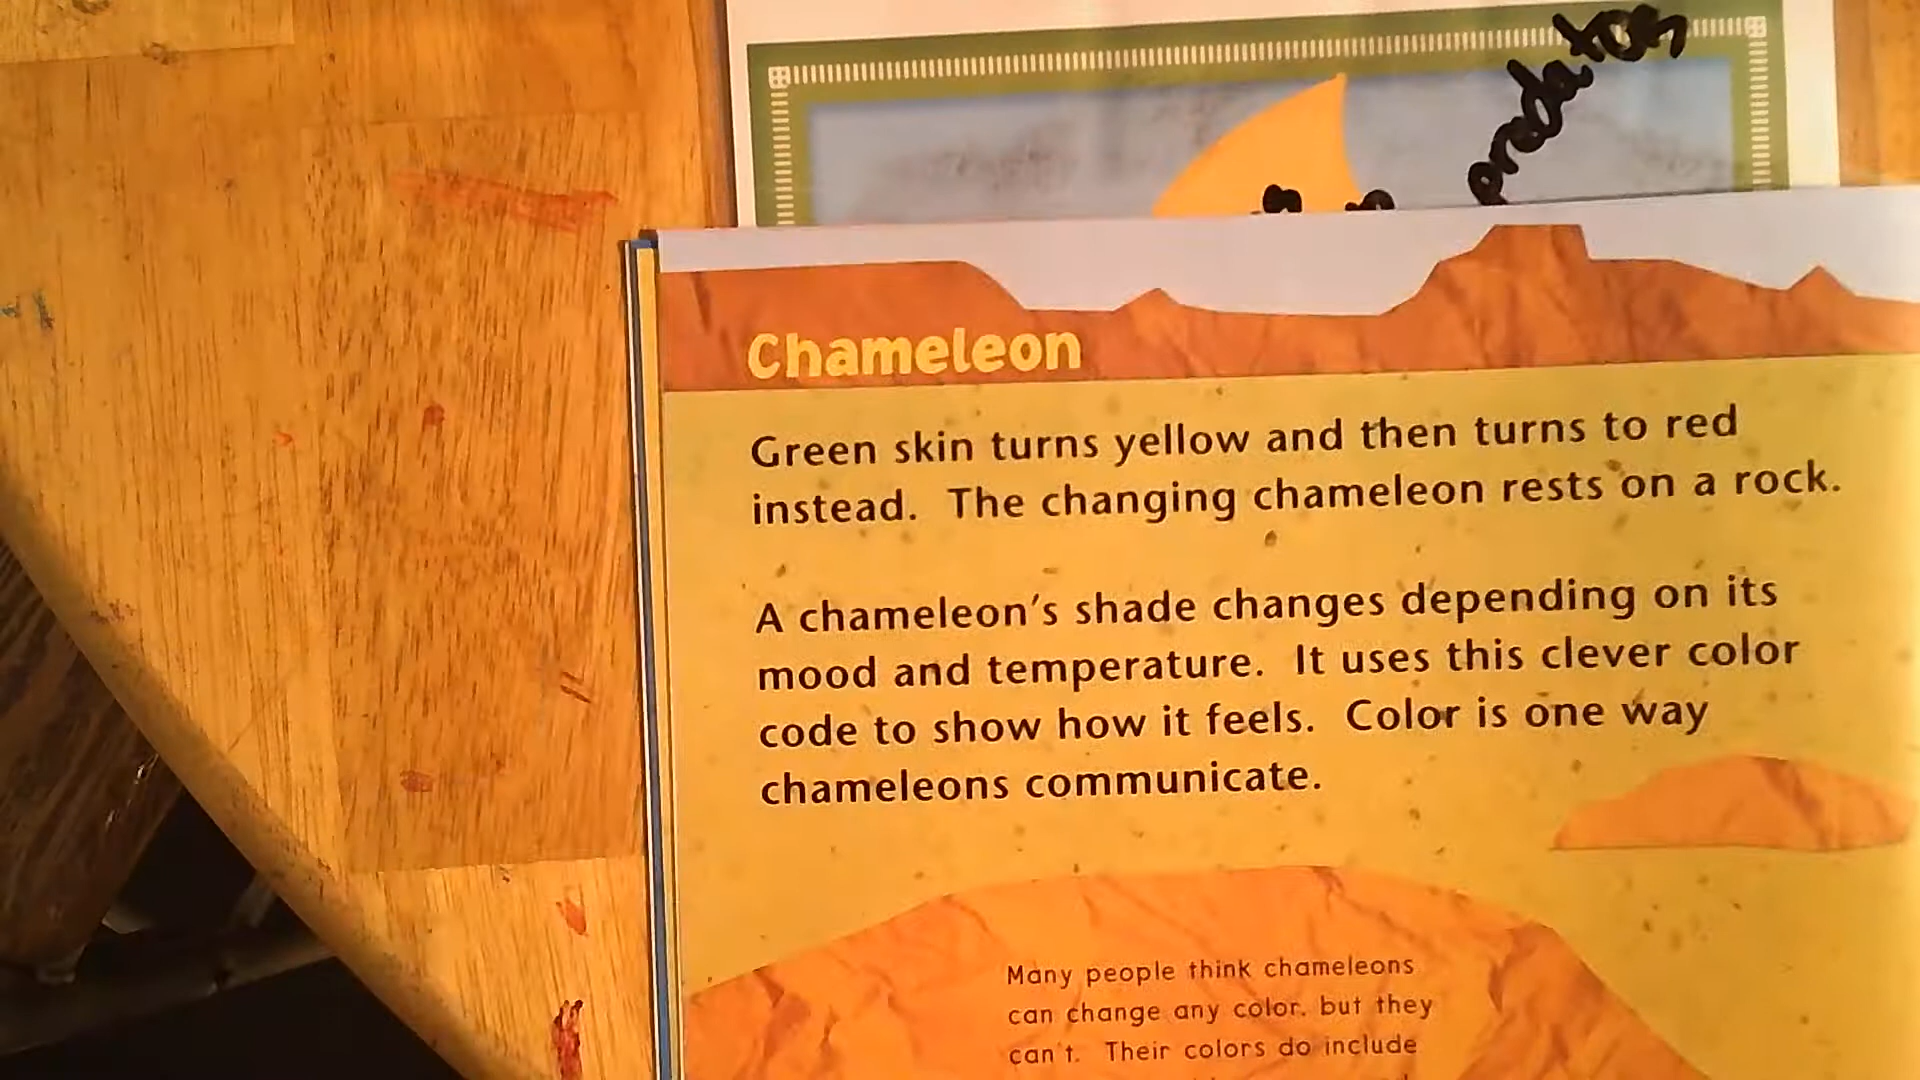 Chameleon
Green skin turns yellow and then turns to red
instead. The changing chameleon rests on a rock.
A chameleon's shade changes depending on its
mood and temperature. It uses this clever color
code to show how it feels. Color is one way
chameleons communicate.
Many people think chameleons
can change any color, but they
can't. Their colors do include